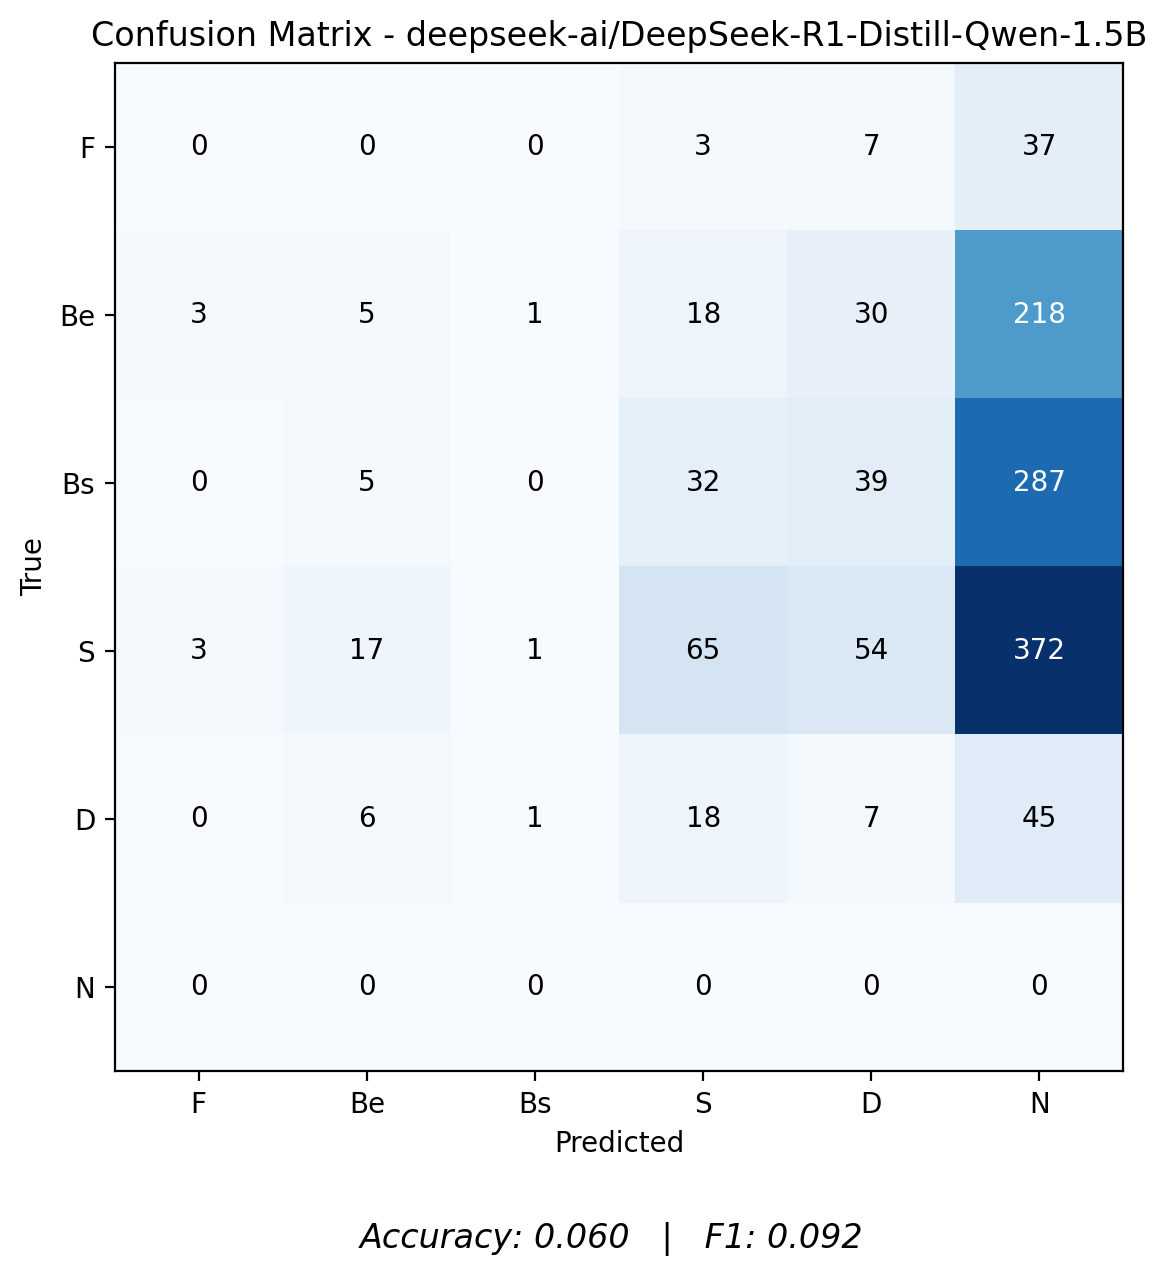 Confusion Matrix - deepseek-ai/DeepSeek-R1-Distill-Qwen-1.5B
F 0 0 0 3 7 37
Be 3 5 1 18 30 218
Bs 0 5 0 32 39 287
True
S 3 17 1 65 54 372
D 0 6 1 18 7 45
N 0 0 0 0 0 0
F Be Bs S D N
Predicted
Accuracy: 0.060 | F1: 0.092